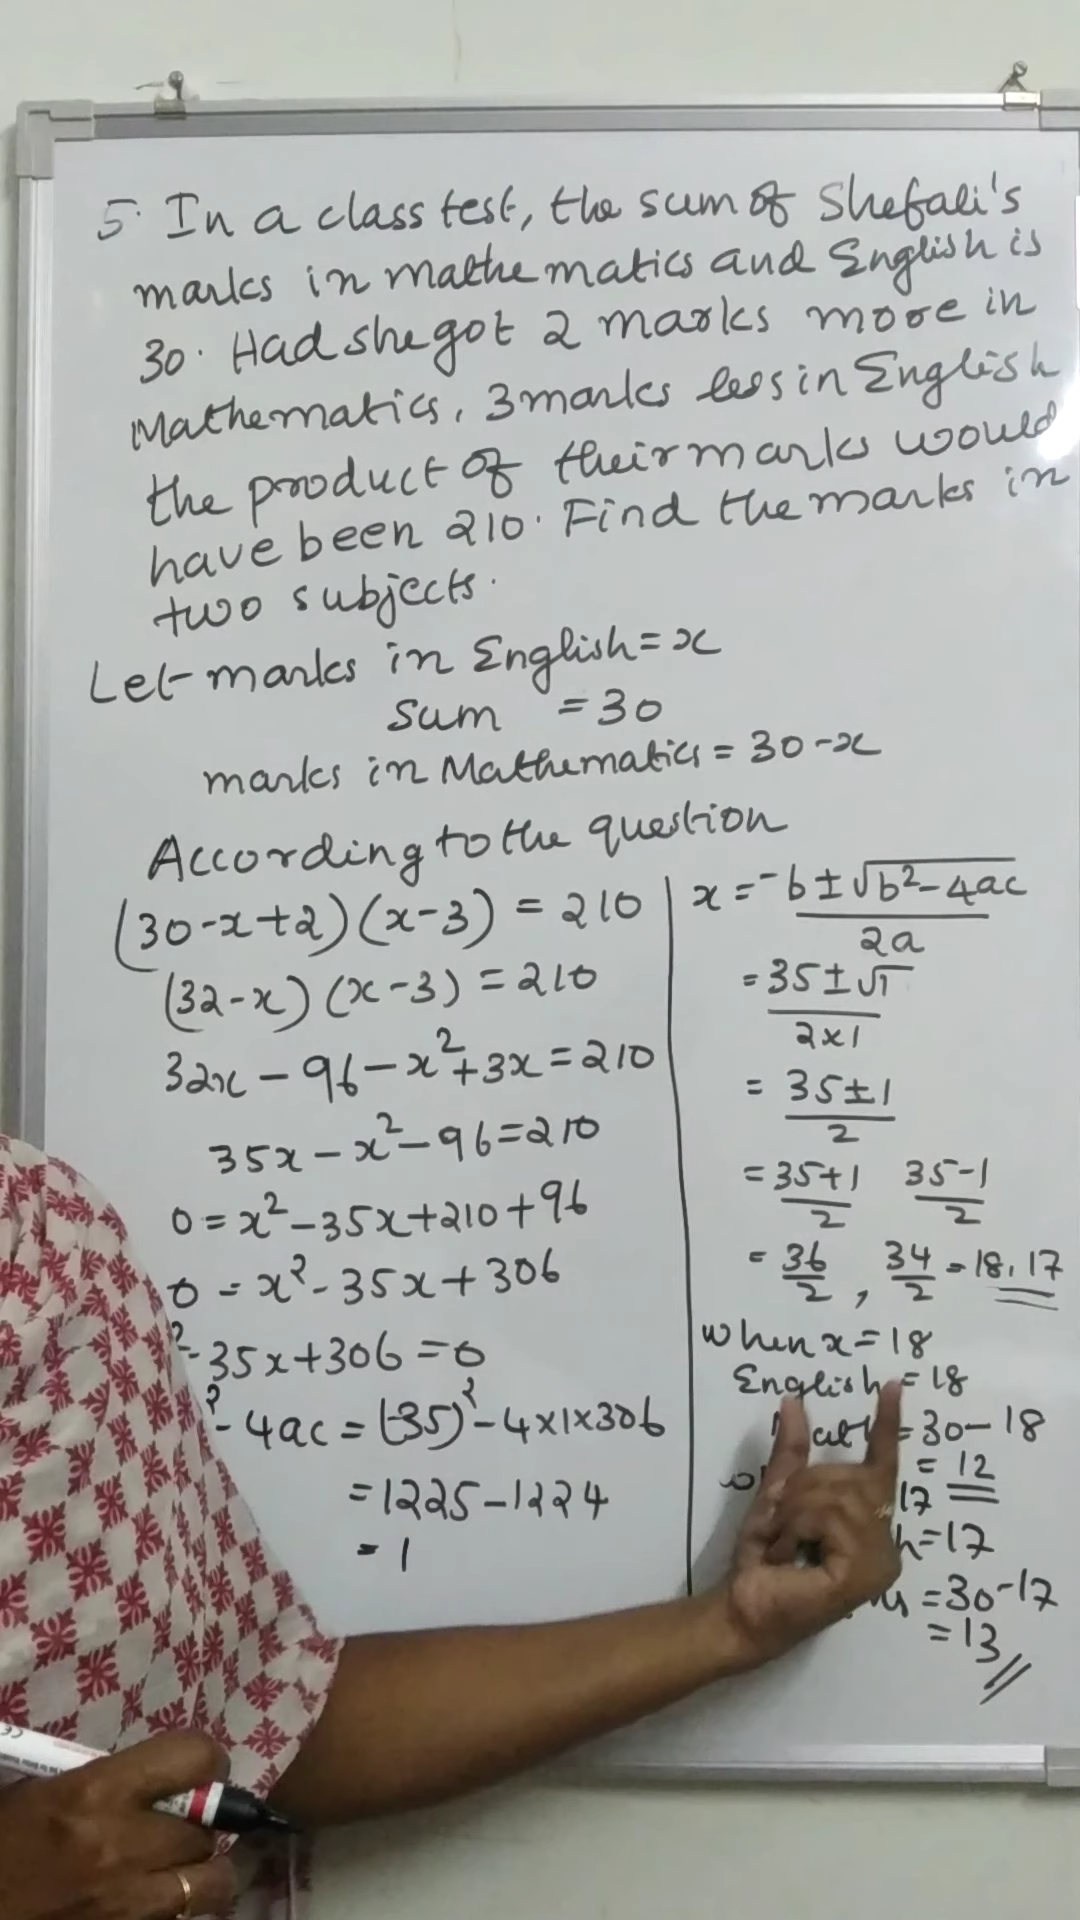 5. In a class test, the sum of Shefali's
marks in mathematics and English is
30. Had she got 2 marks more in
Mathematics, 3 marks less in English
the product of their marks would
have been 210. Find the marks in
two subjects.
Let marks in English = x
Sum = 30
marks in Mathematics = 30-x
According to the question
(30-x+2)(x-3) = 210
(32-x)(x-3) = 210
32x - 96 - x² + 3x = 210
35x - x² - 96 = 210
0 = x² - 35x + 210 + 96
0 = x² - 35x + 306
² - 35x + 306 = 0
² - 4ac = (-35)² - 4×1×306
= 1225 - 1224
= 1
x = -b ± √b² - 4ac
2a
= 35 ± √1
2×1
= 35 ± 1
2
= 35+1 35-1
2 2
= 36/2 , 34/2 = 18, 17
when x = 18
English = 18
= 30 - 18
= 12
17
h = 17
= 30 - 17
= 13